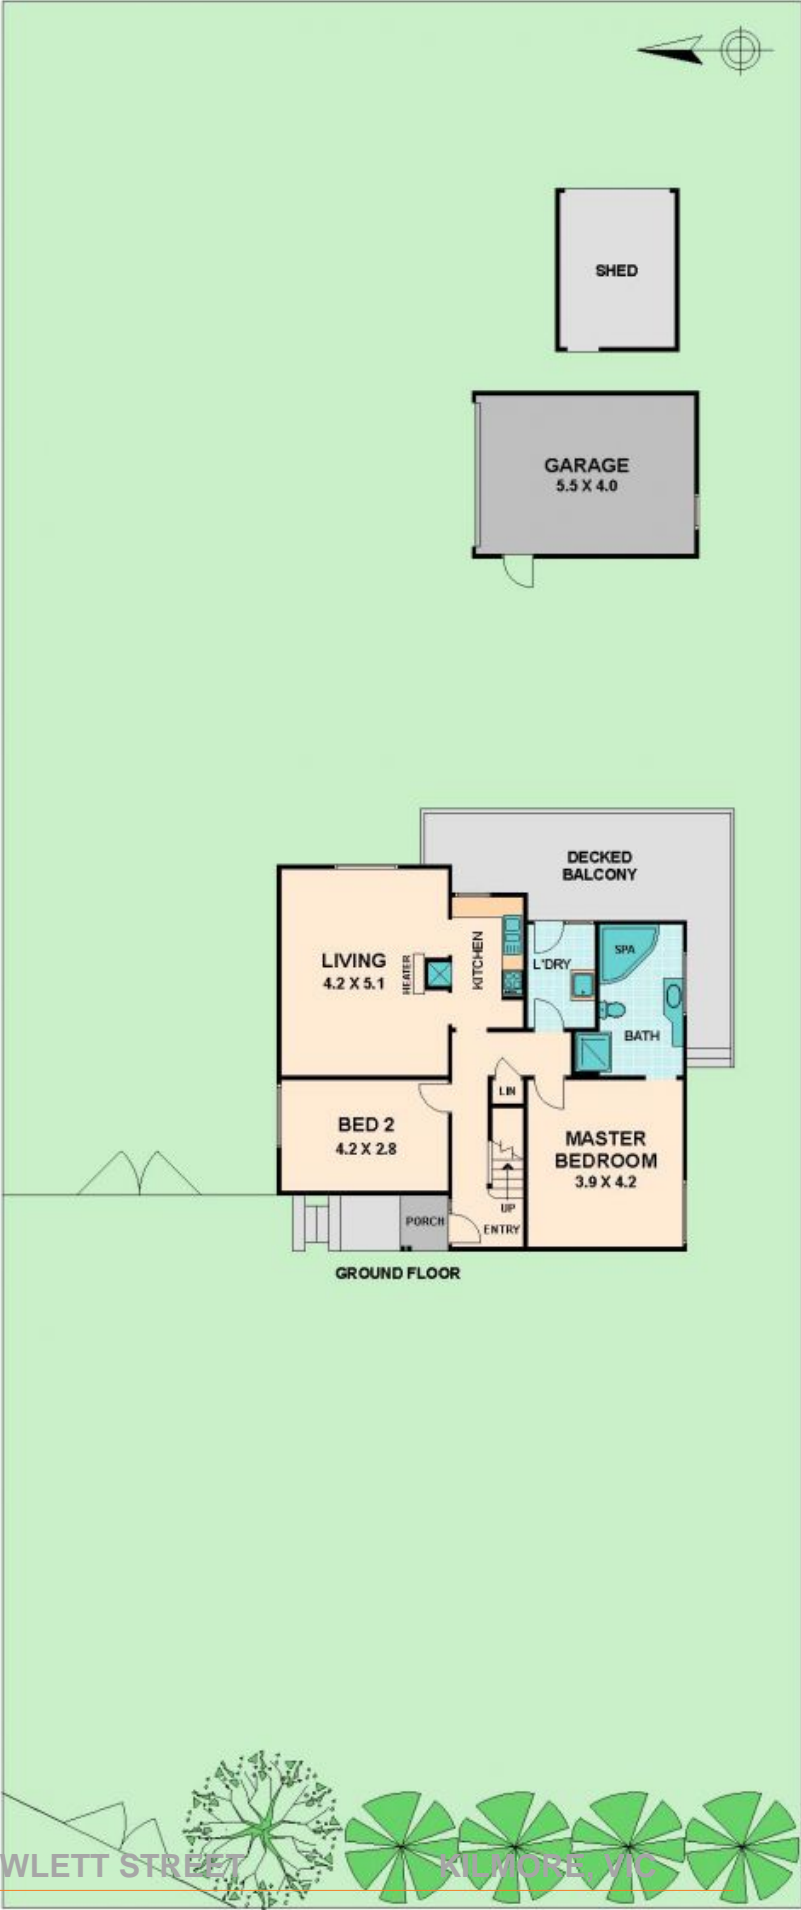 SHED
GARAGE
5.5 X 4.0
DECKED
BALCONY
LIVING
4.2 X 5.1
HEATER
KITCHEN
L'DRY
SPA
BATH
LIN
BED 2
4.2 X 2.8
MASTER
BEDROOM
3.9 X 4.2
UP
PORCH
ENTRY
GROUND FLOOR
WLETT STREET KILMORE, VIC